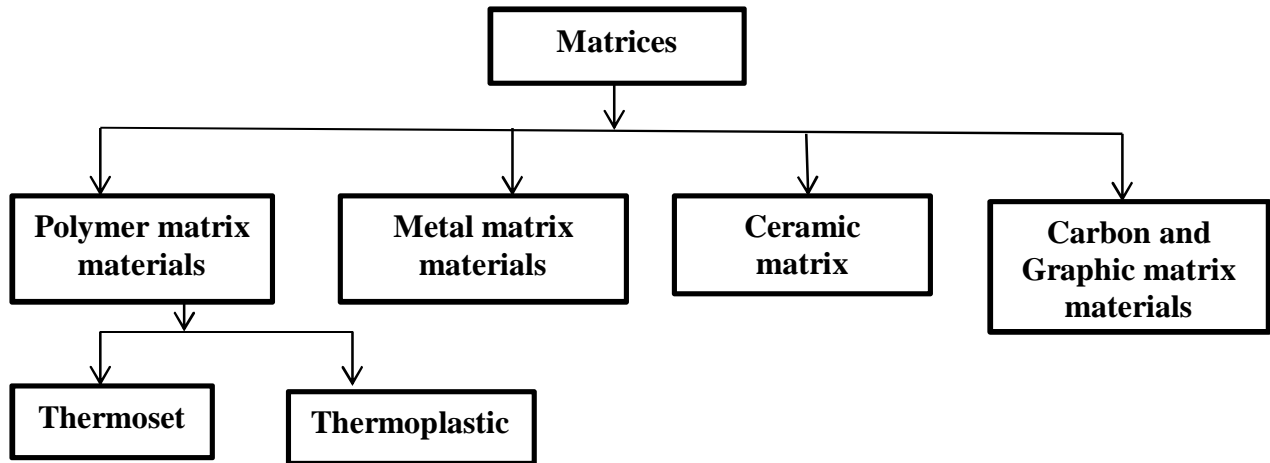 Matrices
Polymer matrix
materials
Metal matrix
materials
Ceramic
matrix
Carbon and
Graphic matrix
materials
Thermoset
Thermoplastic